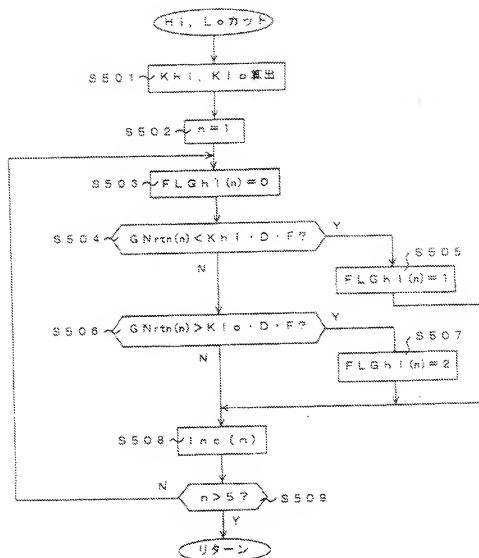 Hi, Loカット
S501
Khi、Klo算出
S502
n=1
S503
FLGhl(n)=0
S504
GNrtn(n)<Khi・D・F?
Y
N
S505
FLGhl(n)=1
S506
GNrtn(n)>Klo・D・F?
Y
N
S507
FLGhl(n)=2
S508
inc(n)
N
n>5?
S509
Y
リターン